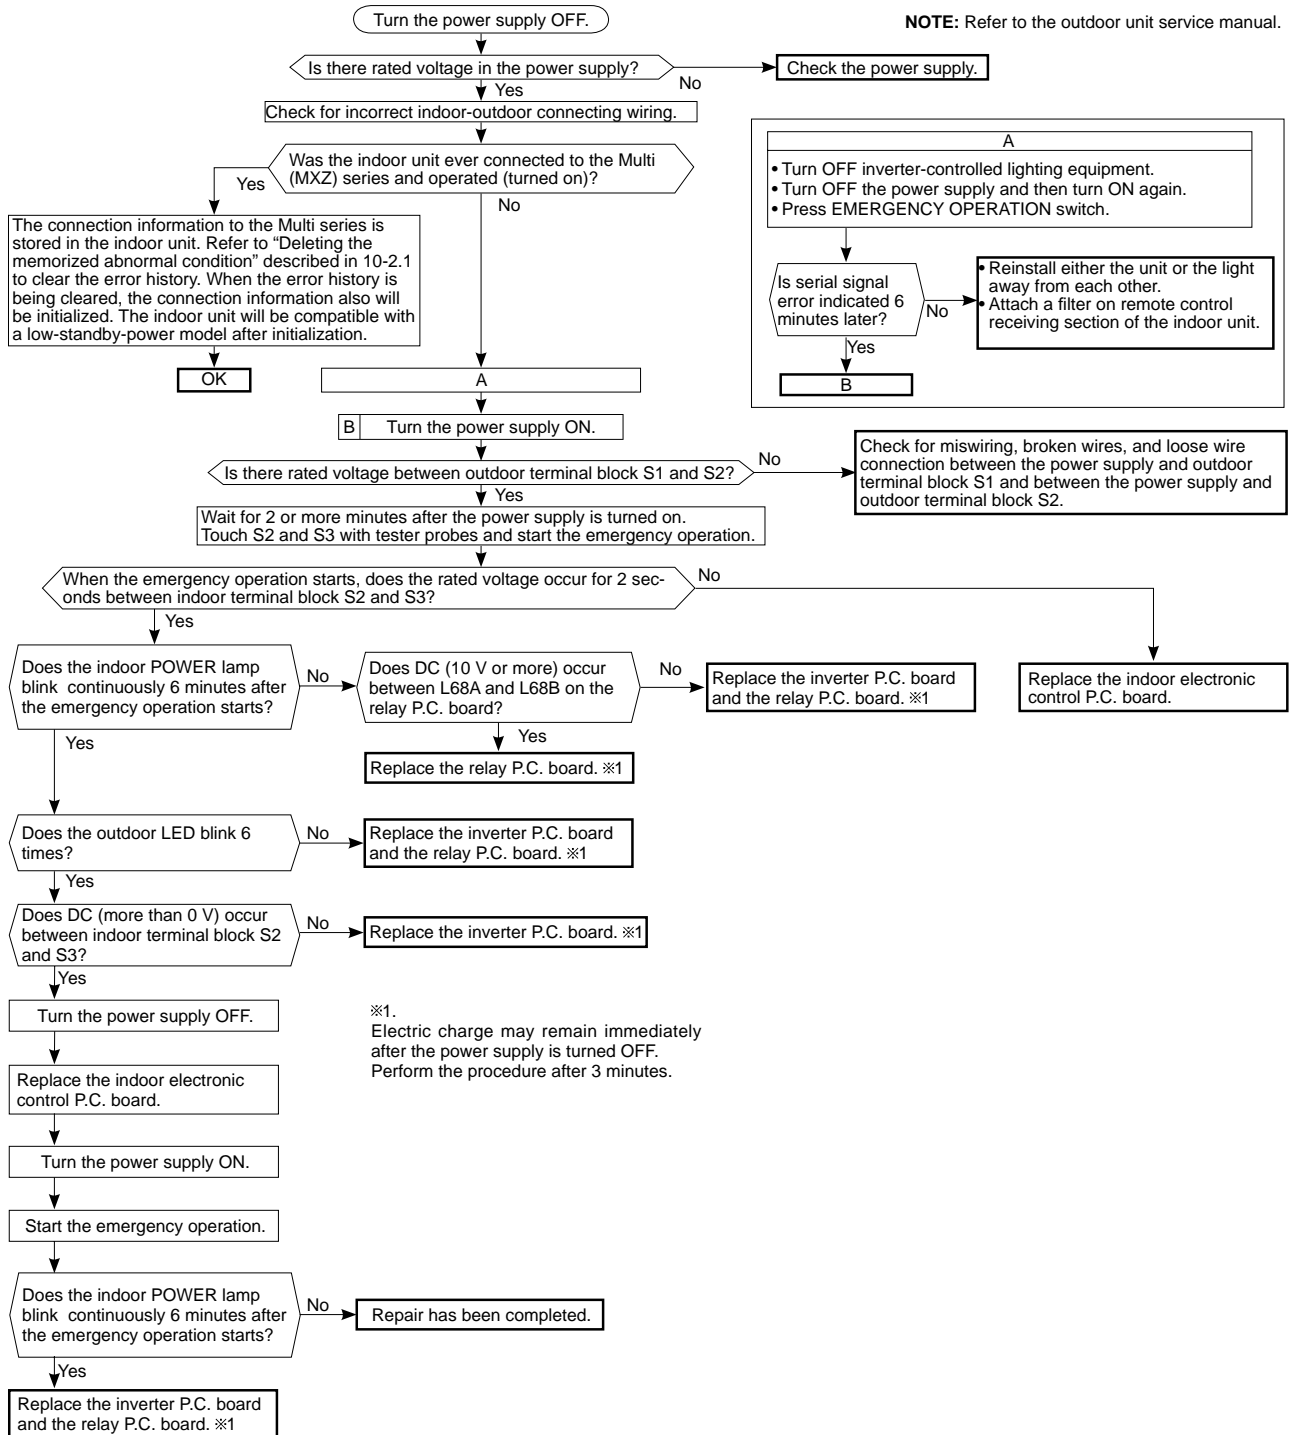 Turn the power supply OFF.
NOTE: Refer to the outdoor unit service manual.
Is there rated voltage in the power supply?
No
Check the power supply.
Yes
Check for incorrect indoor-outdoor connecting wiring.
Was the indoor unit ever connected to the Multi
(MXZ) series and operated (turned on)?
Yes
No
The connection information to the Multi series is
stored in the indoor unit. Refer to “Deleting the
memorized abnormal condition” described in 10-2.1
to clear the error history. When the error history is
being cleared, the connection information also will
be initialized. The indoor unit will be compatible with
a low-standby-power model after initialization.
OK
A
• Turn OFF inverter-controlled lighting equipment.
• Turn OFF the power supply and then turn ON again.
• Press EMERGENCY OPERATION switch.
Is serial signal
error indicated 6
minutes later?
No
• Reinstall either the unit or the light
away from each other.
• Attach a filter on remote control
receiving section of the indoor unit.
Yes
B
A
B Turn the power supply ON.
Is there rated voltage between outdoor terminal block S1 and S2?
No
Check for miswiring, broken wires, and loose wire
connection between the power supply and outdoor
terminal block S1 and between the power supply and
outdoor terminal block S2.
Yes
Wait for 2 or more minutes after the power supply is turned on.
Touch S2 and S3 with tester probes and start the emergency operation.
When the emergency operation starts, does the rated voltage occur for 2 sec-
onds between indoor terminal block S2 and S3?
No
Yes
Does the indoor POWER lamp
blink continuously 6 minutes after
the emergency operation starts?
No
Does DC (10 V or more) occur
between L68A and L68B on the
relay P.C. board?
No
Replace the inverter P.C. board
and the relay P.C. board. ※1
Replace the indoor electronic
control P.C. board.
Yes
Yes
Replace the relay P.C. board. ※1
Does the outdoor LED blink 6
times?
No
Replace the inverter P.C. board
and the relay P.C. board. ※1
Yes
Does DC (more than 0 V) occur
between indoor terminal block S2
and S3?
No
Replace the inverter P.C. board. ※1
Yes
Turn the power supply OFF.
※1.
Electric charge may remain immediately
after the power supply is turned OFF.
Perform the procedure after 3 minutes.
Replace the indoor electronic
control P.C. board.
Turn the power supply ON.
Start the emergency operation.
Does the indoor POWER lamp
blink continuously 6 minutes after
the emergency operation starts?
No
Repair has been completed.
Yes
Replace the inverter P.C. board
and the relay P.C. board. ※1